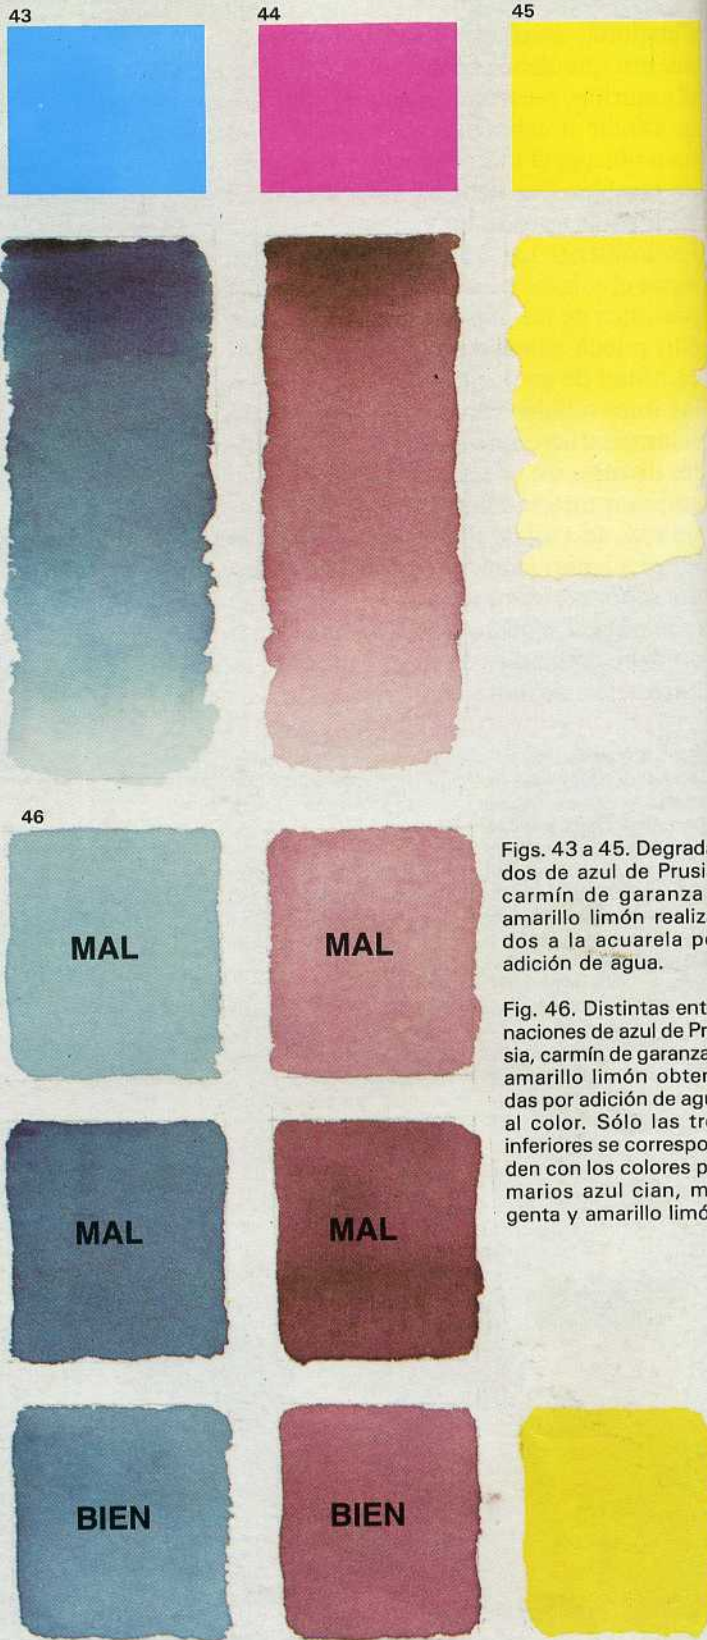 43 44 45
46
MAL MAL
Figs. 43 a 45. Degrada
dos de azul de Prusi
carmín de garanza
amarillo limón realiz
dos a la acuarela po
adición de agua.
Fig. 46. Distintas ent
naciones de azul de Pr
sia, carmín de garanza
amarillo limón obten
das por adición de agu
al color. Sólo las tre
inferiores se correspo
den con los colores p
marios azul cian, m
genta y amarillo limó
MAL MAL
BIEN BIEN